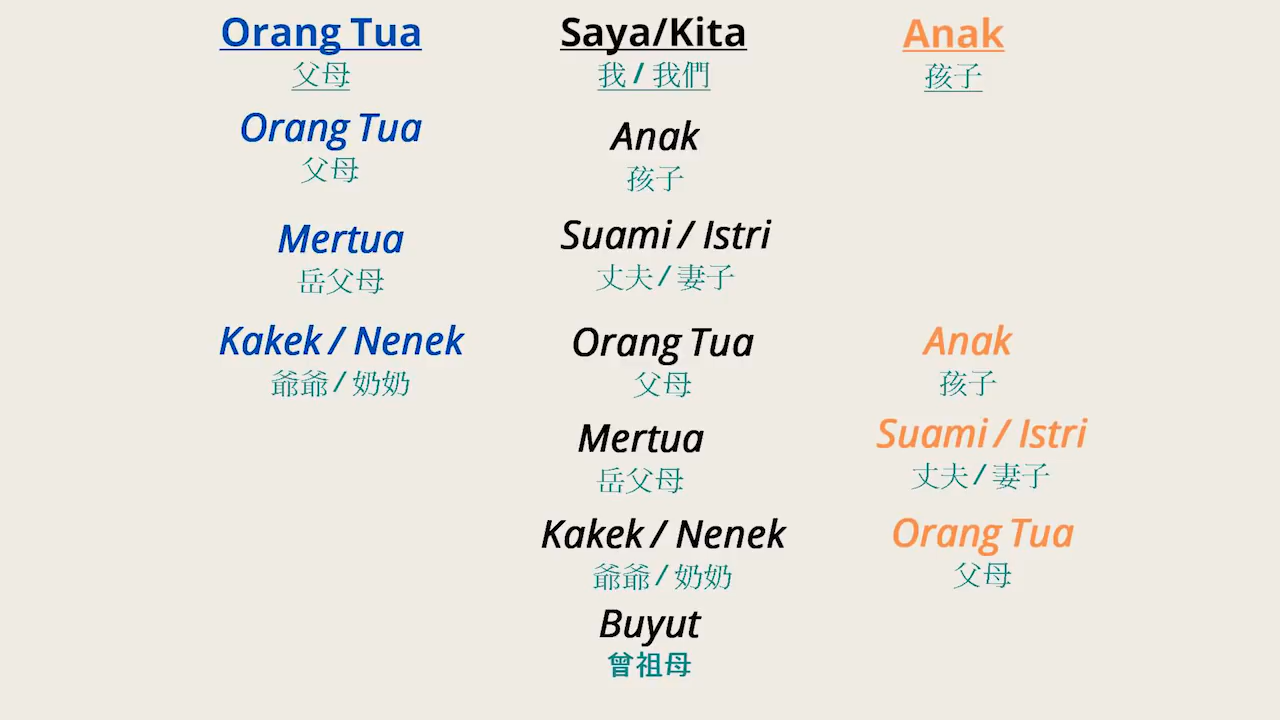 Orang Tua
父母
Saya/Kita
我 / 我們
Anak
孩子
Orang Tua
父母
Anak
孩子
Mertua
岳父母
Suami / Istri
丈夫 / 妻子
Kakek / Nenek
爺爺 / 奶奶
Orang Tua
父母
Anak
孩子
Mertua
岳父母
Suami / Istri
丈夫 / 妻子
Kakek / Nenek
爺爺 / 奶奶
Orang Tua
父母
Buyut
曾祖母